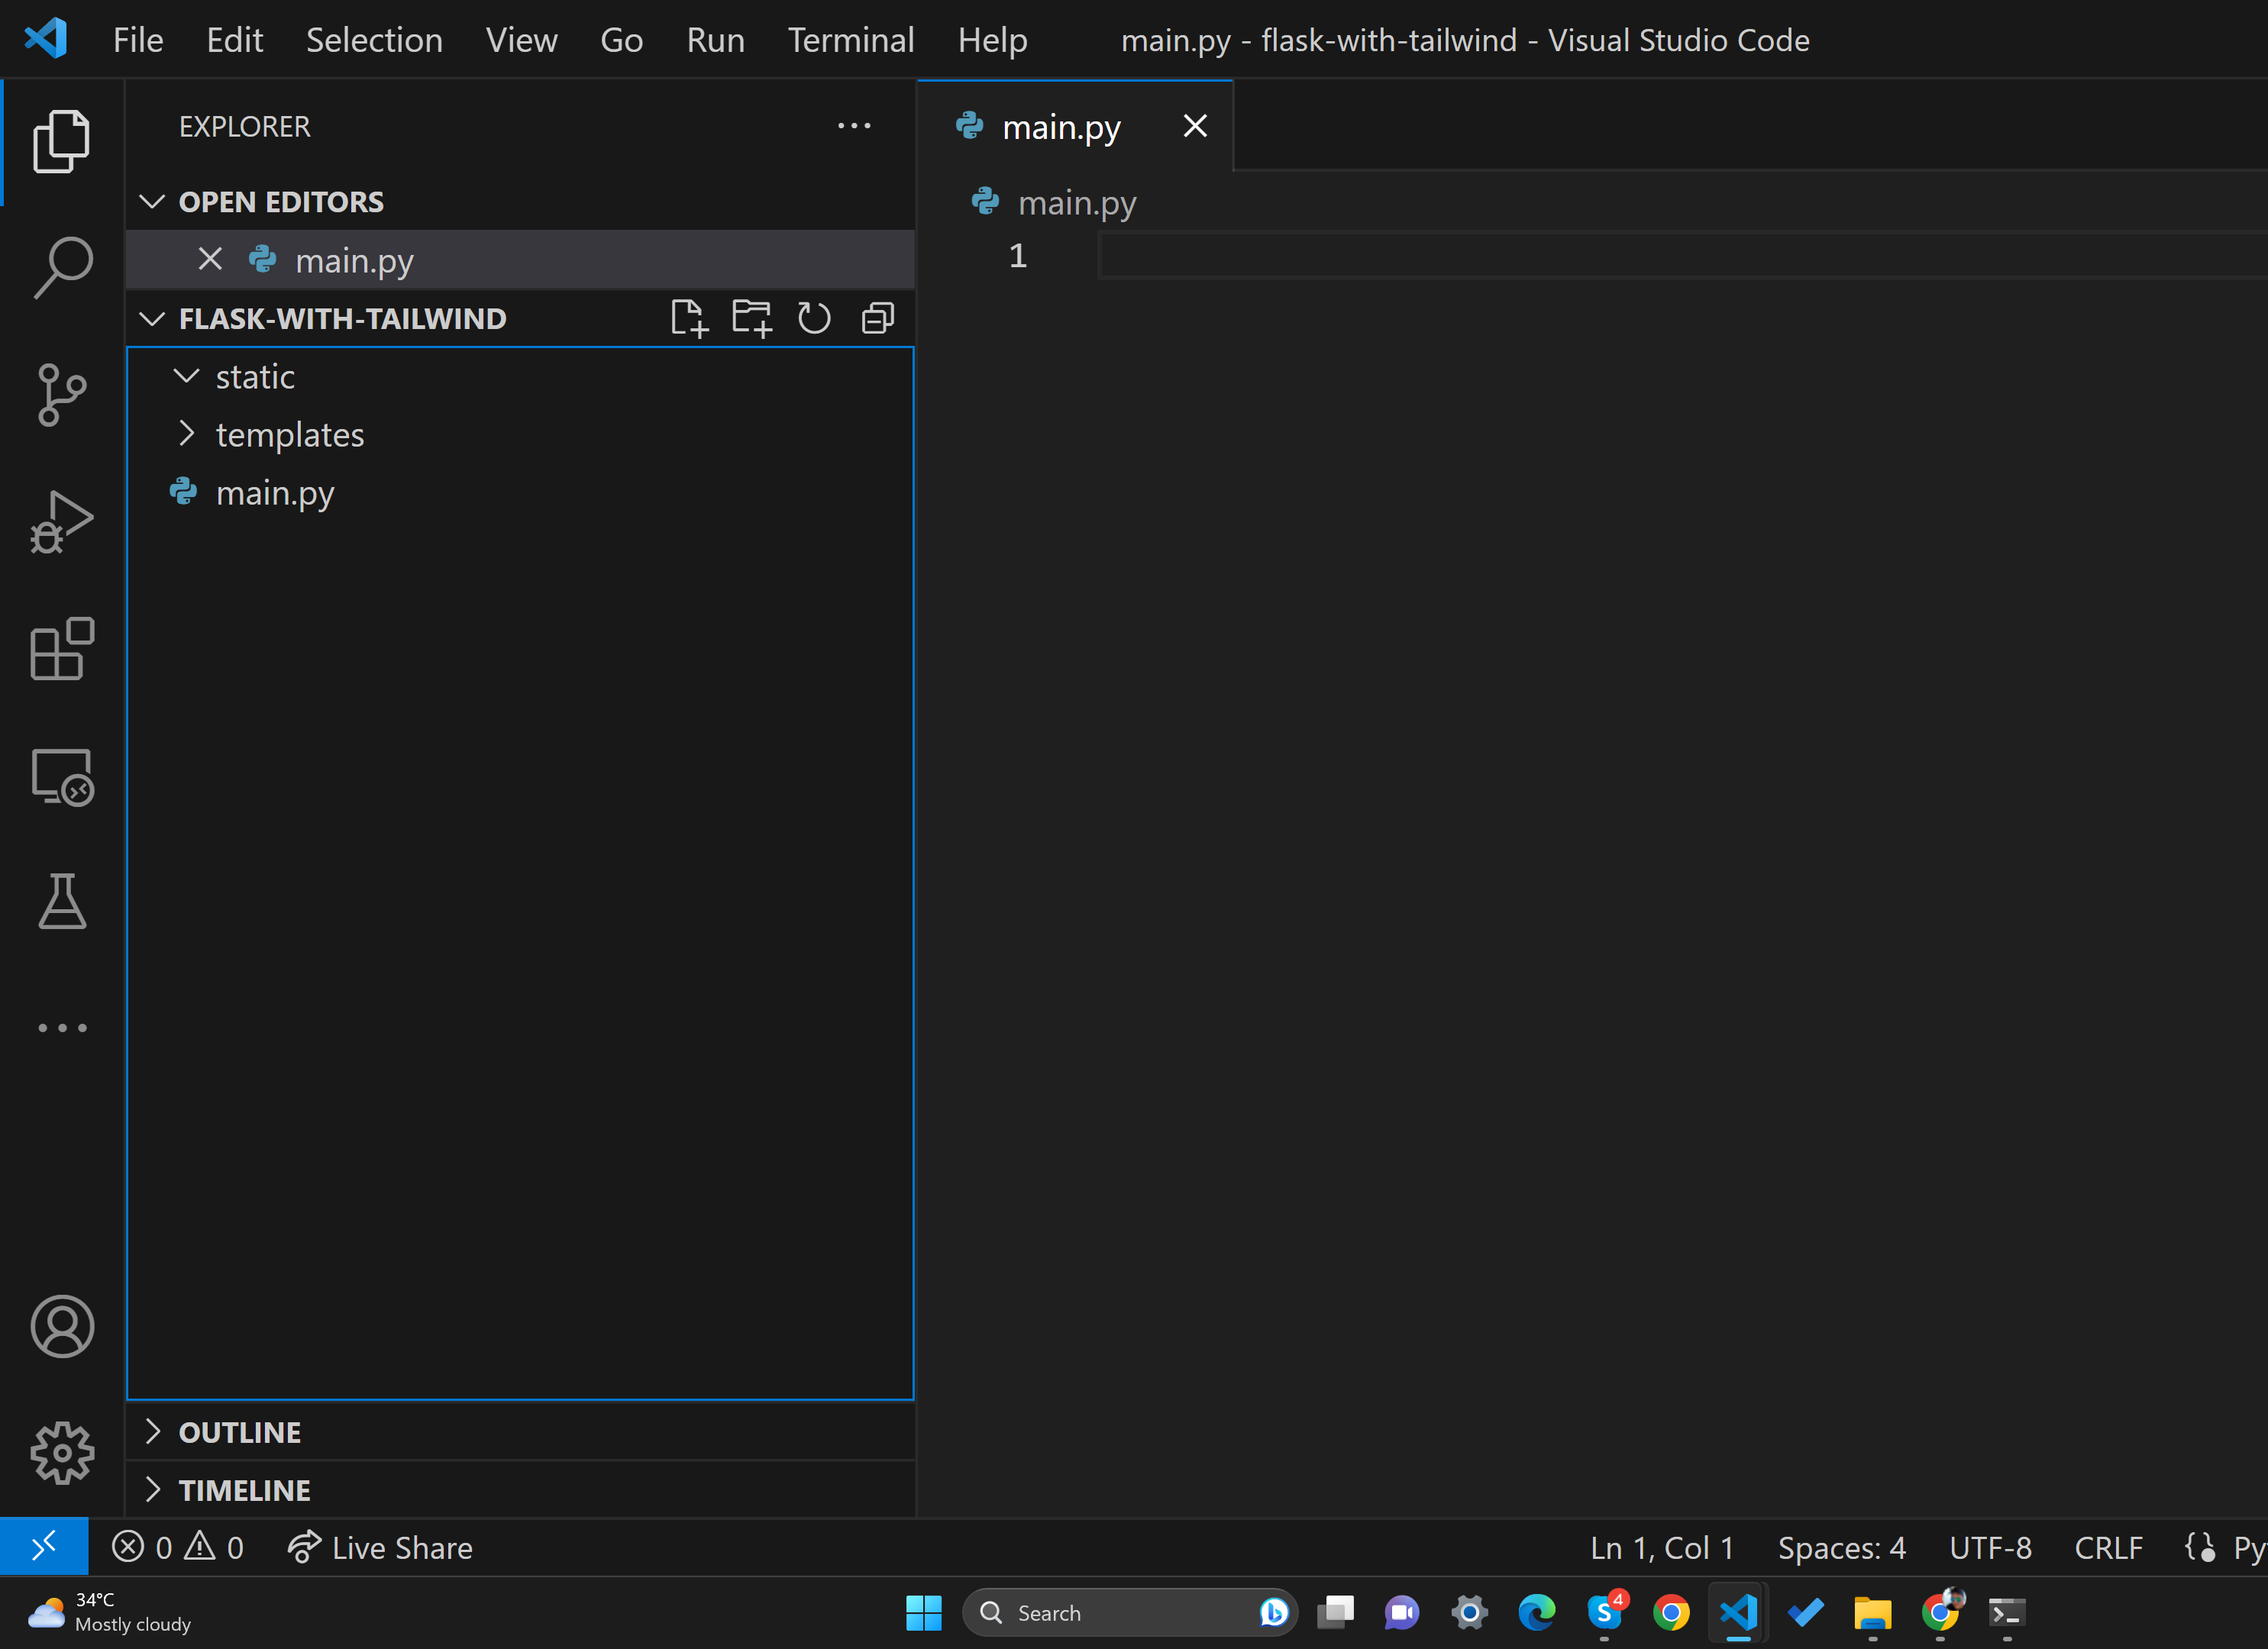 File Edit Selection View Go Run Terminal Help main.py - flask-with-tailwind - Visual Studio Code
EXPLORER
main.py
OPEN EDITORS
main.py
main.py
1
FLASK-WITH-TAILWIND
static
templates
main.py
OUTLINE
TIMELINE
0 0 Live Share Ln 1, Col 1 Spaces: 4 UTF-8 CRLF Py
34°C
Mostly cloudy
Search
4